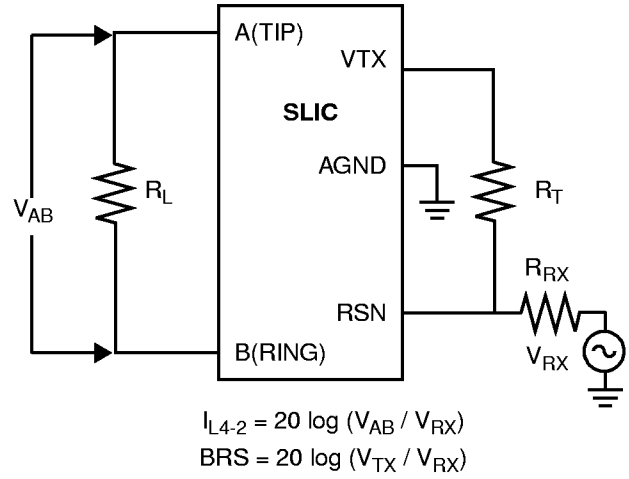 A(TIP)
VTX
SLIC
AGND
R_L
R_T
V_AB
R_RX
RSN
V_RX
B(RING)
I_L4-2 = 20 log (V_AB / V_RX)
BRS = 20 log (V_TX / V_RX)